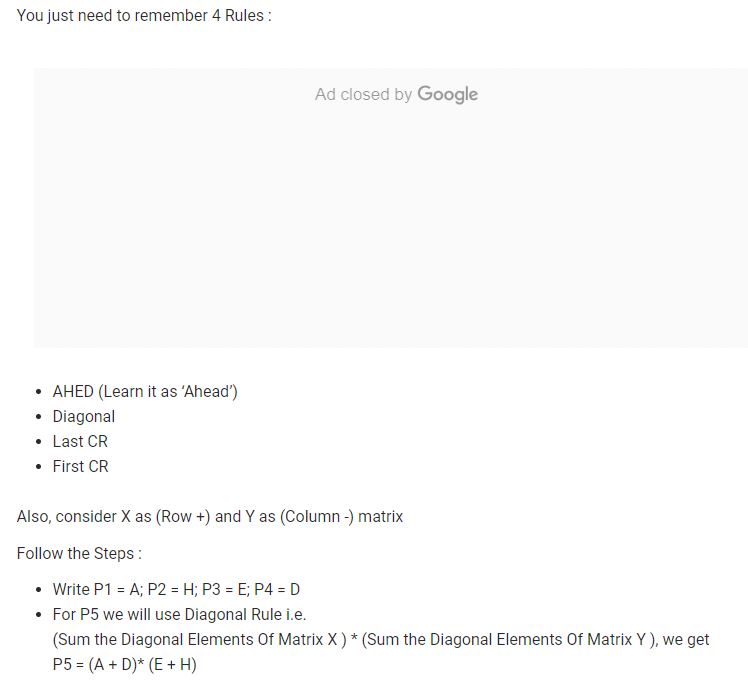 You just need to remember 4 Rules :
Ad closed by Google
• AHED (Learn it as ‘Ahead’)
• Diagonal
• Last CR
• First CR
Also, consider X as (Row +) and Y as (Column -) matrix
Follow the Steps :
• Write P1 = A; P2 = H; P3 = E; P4 = D
• For P5 we will use Diagonal Rule i.e.
(Sum the Diagonal Elements Of Matrix X ) * (Sum the Diagonal Elements Of Matrix Y ), we get
P5 = (A + D)* (E + H)